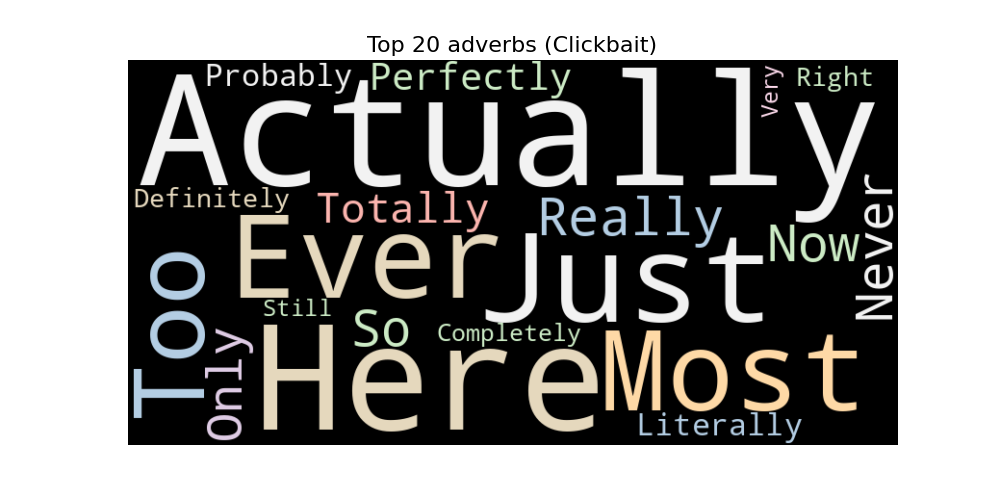 Top 20 adverbs (Clickbait)
Probably
Perfectly
Very
Right
Actually
Definitely
Totally
Really
Now
Never
Ever
Just
Too
Still
So
Completely
Only
Here
Most
Literally